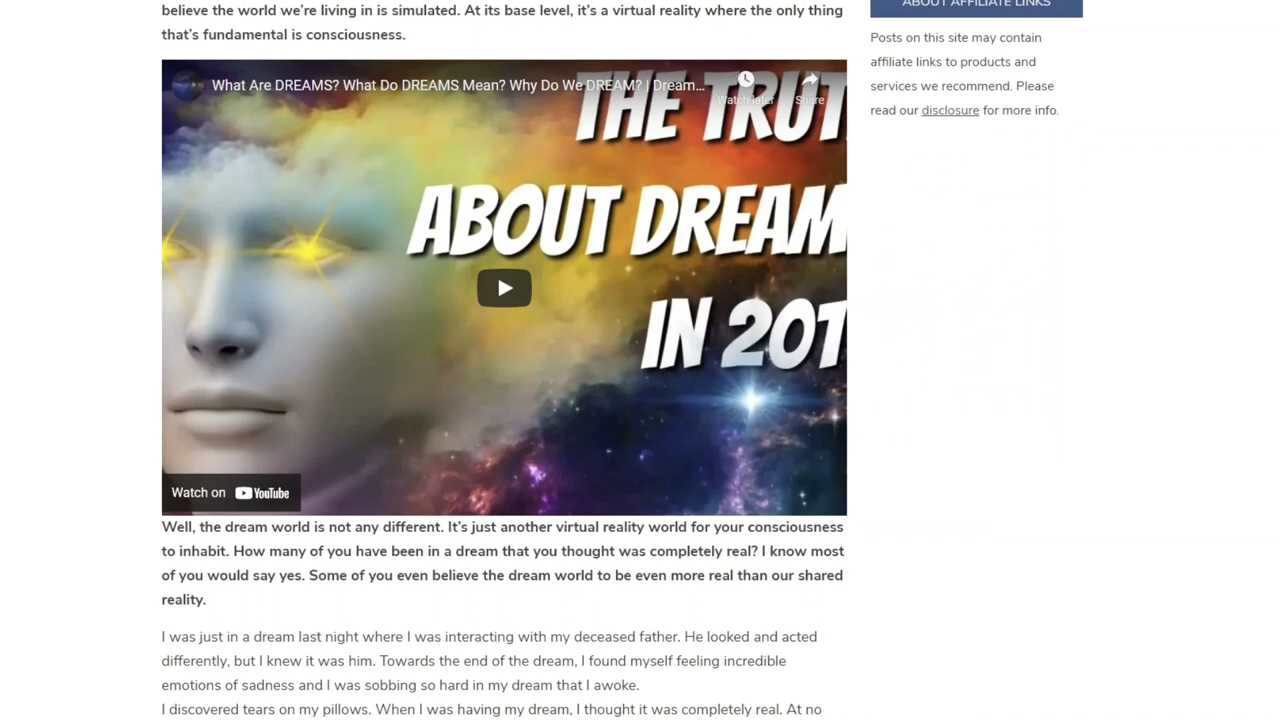 believe the world we’re living in is simulated. At its base level, it’s a virtual reality where the only thing
that’s fundamental is consciousness.
What Are DREAMS? What Do DREAMS Mean? Why Do We DREAM? | Dream...
Watch later
Share
THE TRUT
ABOUT DREAM
IN 201
Watch on YouTube
Well, the dream world is not any different. It’s just another virtual reality world for your consciousness
to inhabit. How many of you have been in a dream that you thought was completely real? I know most
of you would say yes. Some of you even believe the dream world to be even more real than our shared
reality.
I was just in a dream last night where I was interacting with my deceased father. He looked and acted
differently, but I knew it was him. Towards the end of the dream, I found myself feeling incredible
emotions of sadness and I was sobbing so hard in my dream that I awoke.
I discovered tears on my pillows. When I was having my dream, I thought it was completely real. At no
ABOUT AFFILIATE LINKS
Posts on this site may contain
affiliate links to products and
services we recommend. Please
read our disclosure for more info.